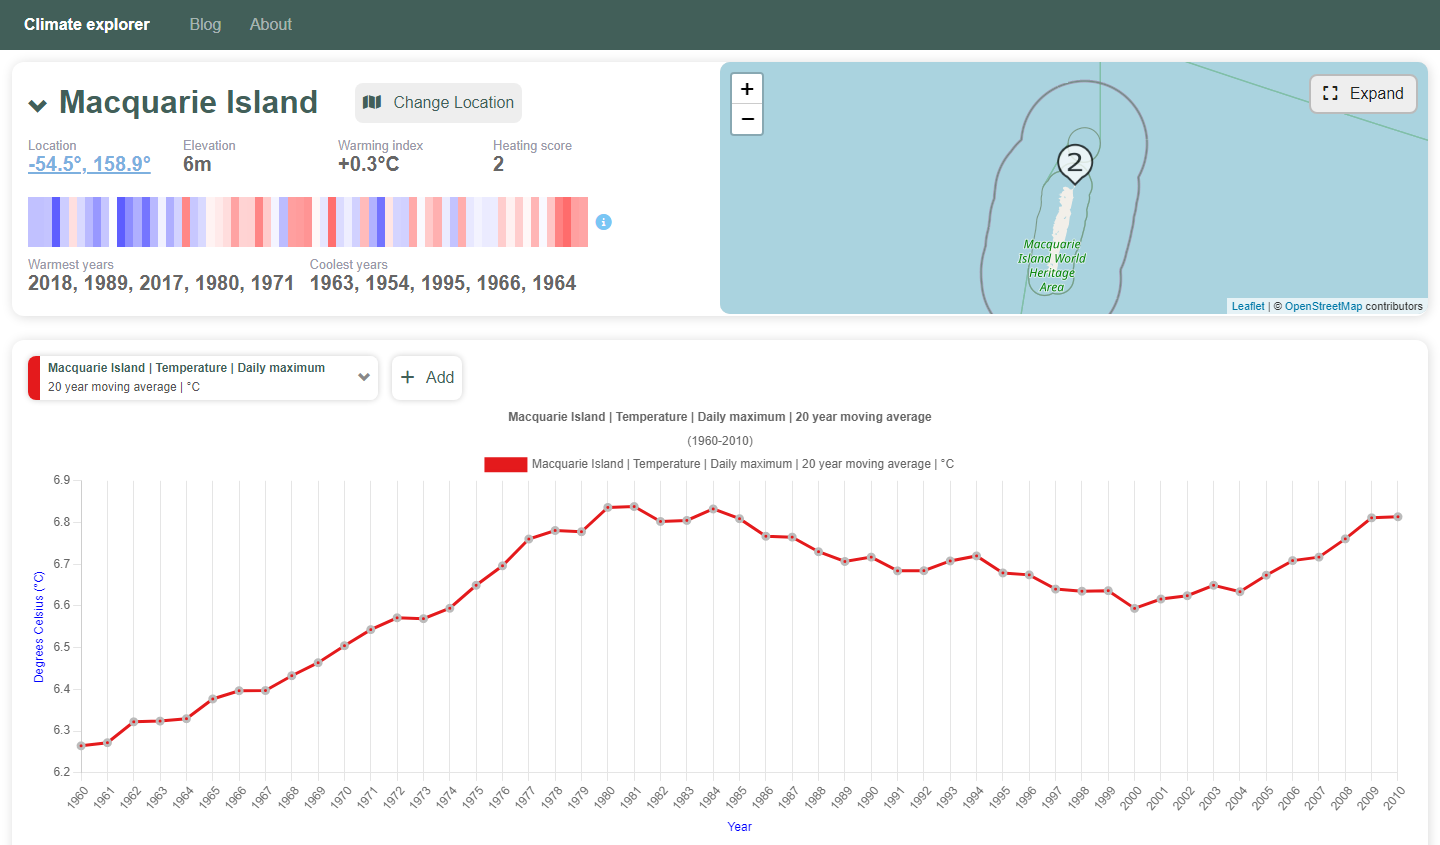 Climate explorer Blog About
Macquarie Island Change Location
Location Elevation Warming index Heating score
-54.5°, 158.9° 6m +0.3°C 2
i
Warmest years Coolest years
2018, 1989, 2017, 1980, 1971 1963, 1954, 1995, 1966, 1964
+
−
Expand
2
Macquarie
Island World
Heritage
Area
Leaflet | © OpenStreetMap contributors
Macquarie Island | Temperature | Daily maximum
20 year moving average | °C
+ Add
Macquarie Island | Temperature | Daily maximum | 20 year moving average
(1960-2010)
Macquarie Island | Temperature | Daily maximum | 20 year moving average | °C
Degrees Celsius (°C)
6.9
6.8
6.7
6.6
6.5
6.4
6.3
6.2
1960 1961 1962 1963 1964 1965 1966 1967 1968 1969 1970 1971 1972 1973 1974 1975 1976 1977 1978 1979 1980 1981 1982 1983 1984 1985 1986 1987 1988 1989 1990 1991 1992 1993 1994 1995 1996 1997 1998 1999 2000 2001 2002 2003 2004 2005 2006 2007 2008 2009 2010
Year